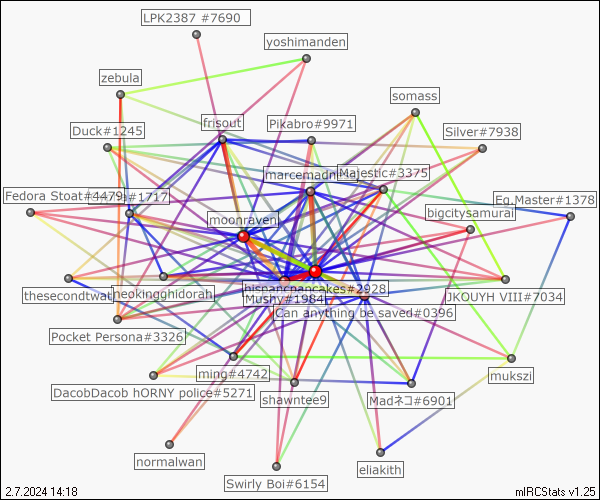 LPK2387 #7690
yoshimanden
zebula
somass
Duck#1245
frisout
Pikabro#9971
Silver#7938
marcemadn
Majestic#3375
Fedora Stoat#4479
#1717
Eg.Master#1378
bigcitysamurai
moonraven
hispanicpancakes#2928
thesecondtwat
neokingghidorah
Mushy#1984
JKOUYH VIII#7034
Can anything be saved#0396
Pocket Persona#3326
ming#4742
mukszi
DacobDacob hORNY police#5271
shawntee9
Madネコ#6901
normalwan
eliakith
Swirly Boi#6154
2.7.2024 14:18
mIRCStats v1.25